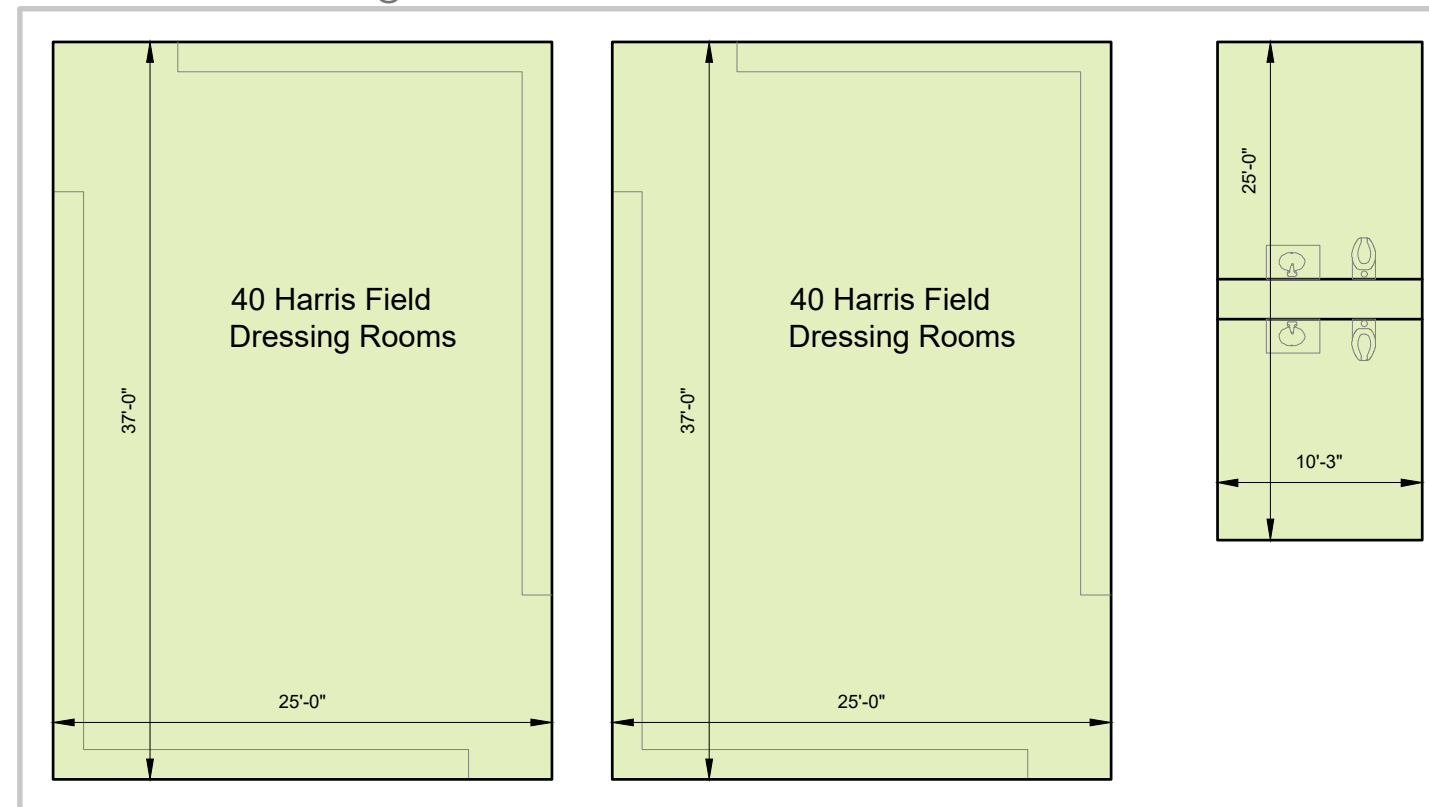 40 Harris Field
Dressing Rooms
37'-0"
25'-0"
40 Harris Field
Dressing Rooms
37'-0"
25'-0"
25'-0"
10'-3"